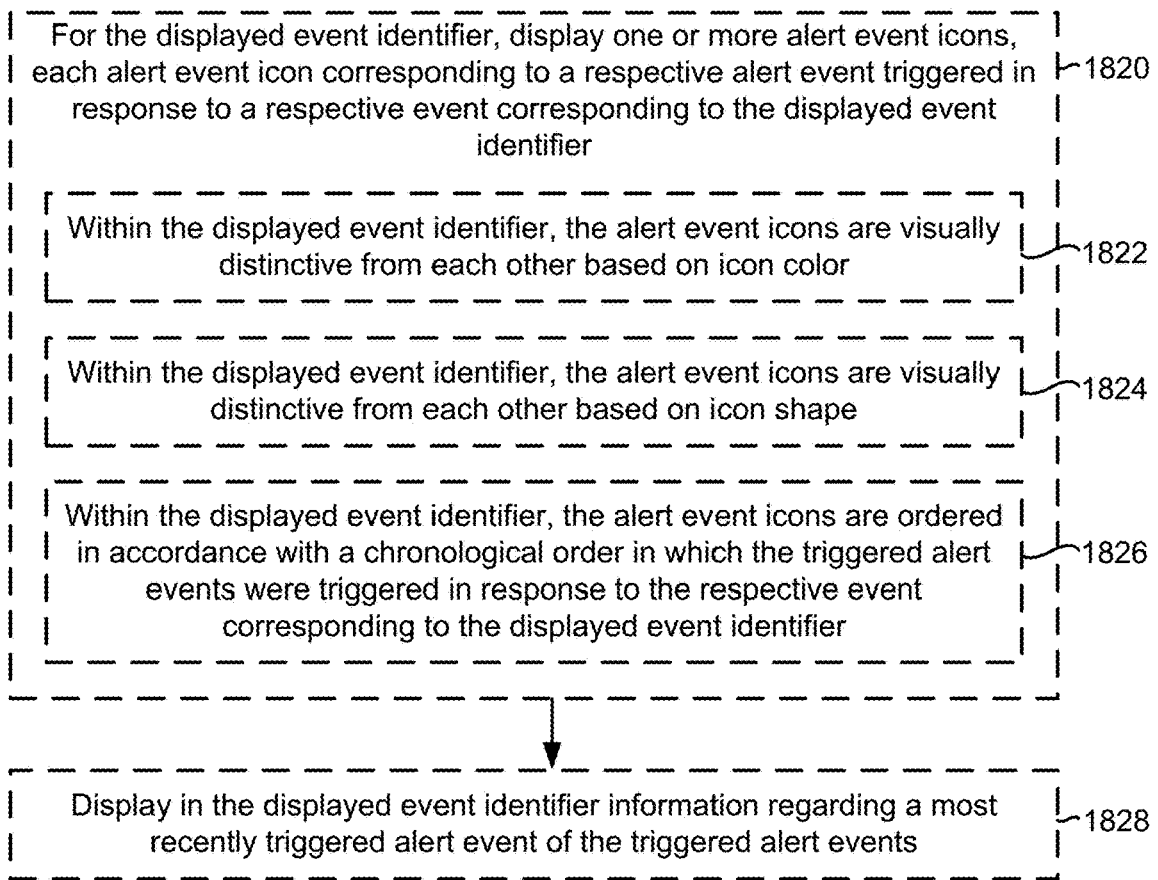 For the displayed event identifier, display one or more alert event icons,
each alert event icon corresponding to a respective alert event triggered in
response to a respective event corresponding to the displayed event
identifier
1820
Within the displayed event identifier, the alert event icons are visually
distinctive from each other based on icon color
1822
Within the displayed event identifier, the alert event icons are visually
distinctive from each other based on icon shape
1824
Within the displayed event identifier, the alert event icons are ordered
in accordance with a chronological order in which the triggered alert
events were triggered in response to the respective event
corresponding to the displayed event identifier
1826
Display in the displayed event identifier information regarding a most
recently triggered alert event of the triggered alert events
1828